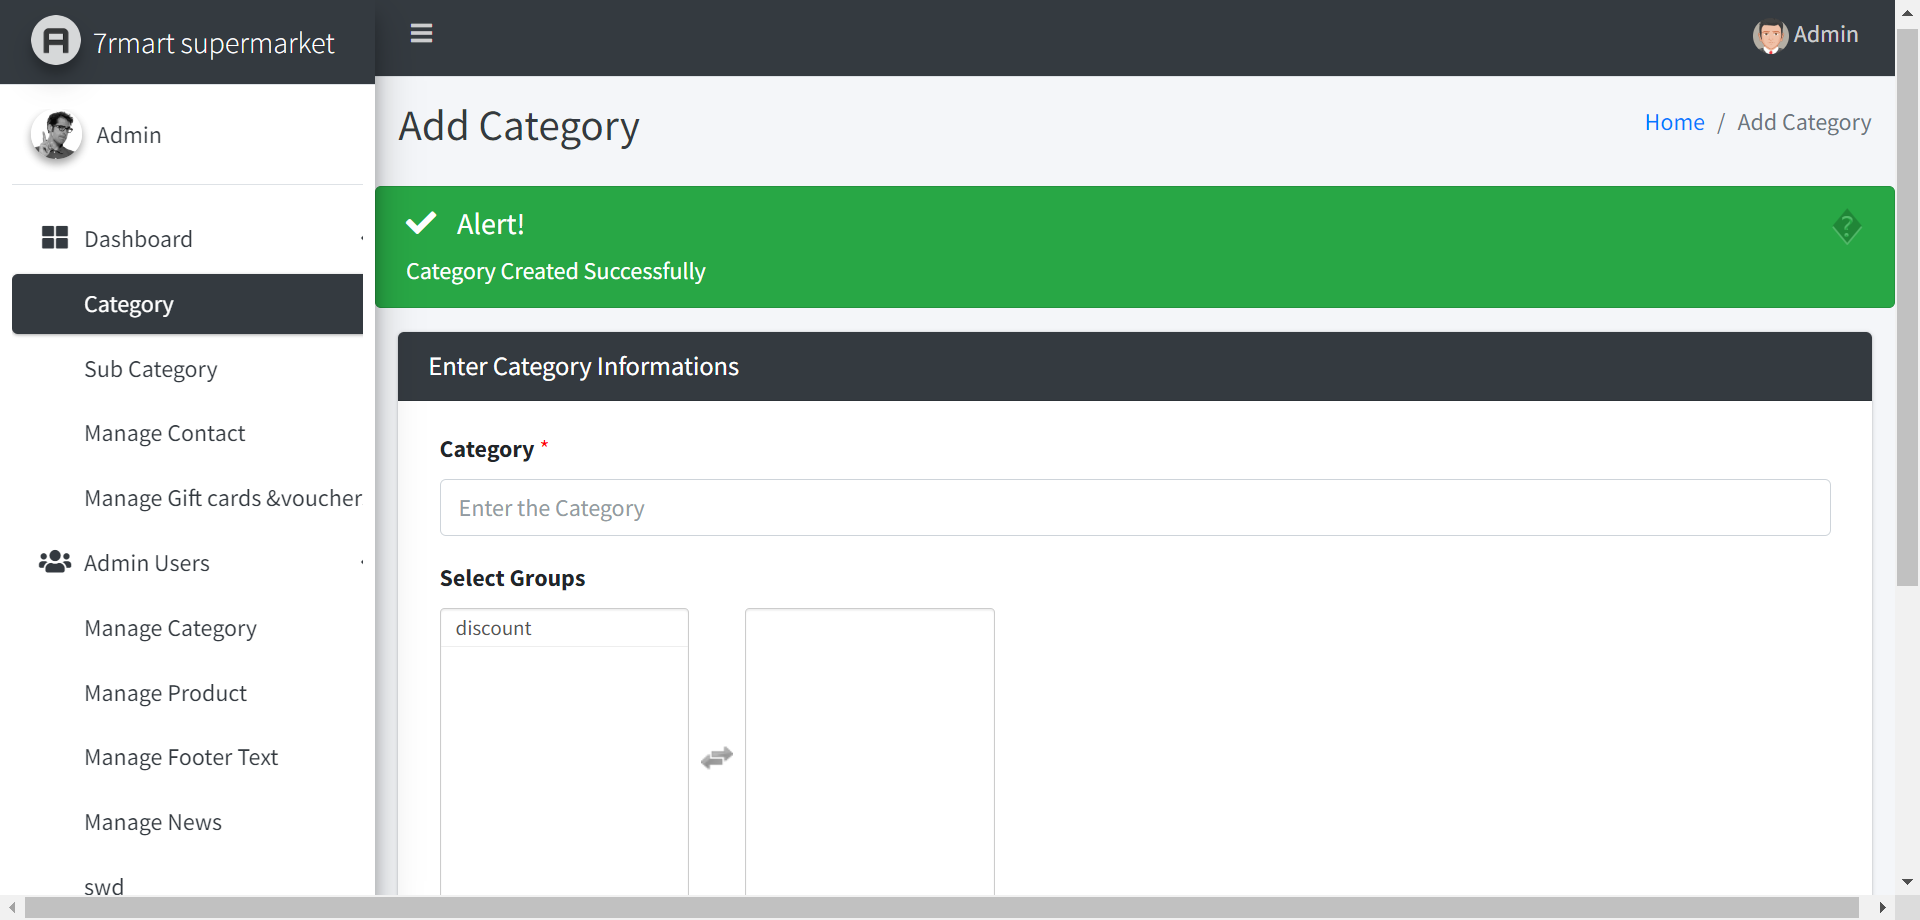 7rmart supermarket
Admin
Admin
Dashboard
Category
Sub Category
Manage Contact
Manage Gift cards &voucher
Admin Users
Manage Category
Manage Product
Manage Footer Text
Manage News
swd
Add Category
Home / Add Category
Alert!
Category Created Successfully
Enter Category Informations
Category *
Enter the Category
Select Groups
discount